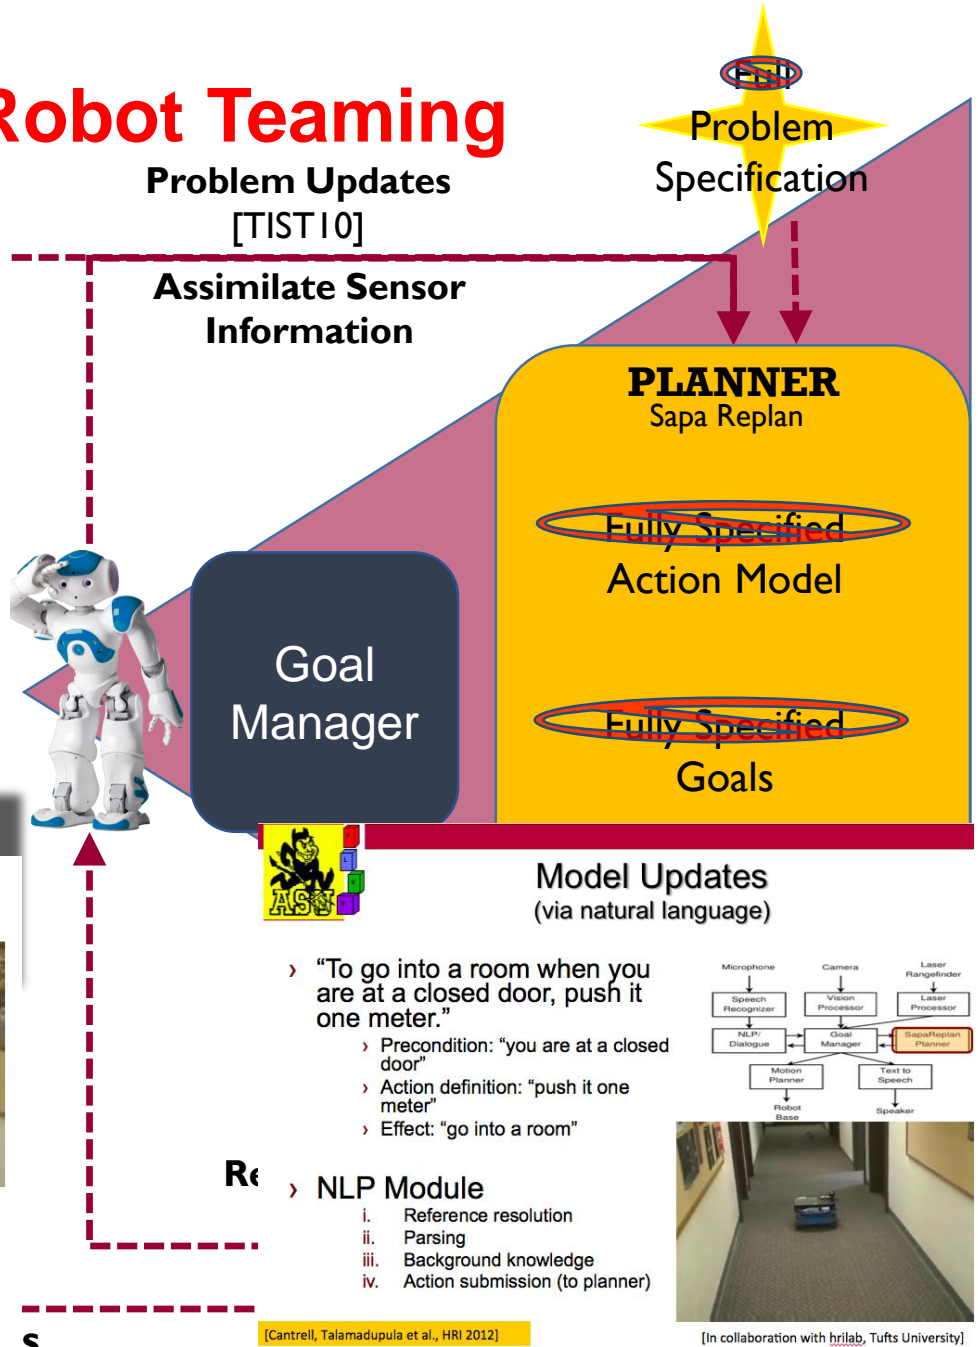 Robot Teaming
Full
Problem
Specification
Problem Updates
[TIST10]
Assimilate Sensor
Information
PLANNER
Sapa Replan
Fully Specified
Action Model
Goal
Manager
Fully Specified
Goals
ASU
Model Updates
(via natural language)
› “To go into a room when you
are at a closed door, push it
one meter.”
› Precondition: “you are at a closed
door”
› Action definition: “push it one
meter”
› Effect: “go into a room”
Microphone Camera Laser
Rangefinder
Speech
Recognizer
Vision
Processor
Laser
Processor
NLP/
Dialogue
Goal
Manager
SapaReplan
Planner
Motion
Planner
Text to
Speech
Robot
Base
Speaker
› NLP Module
i. Reference resolution
ii. Parsing
iii. Background knowledge
iv. Action submission (to planner)
Re
s
[Cantrell, Talamadupula et al., HRI 2012]
[In collaboration with hrilab, Tufts University]